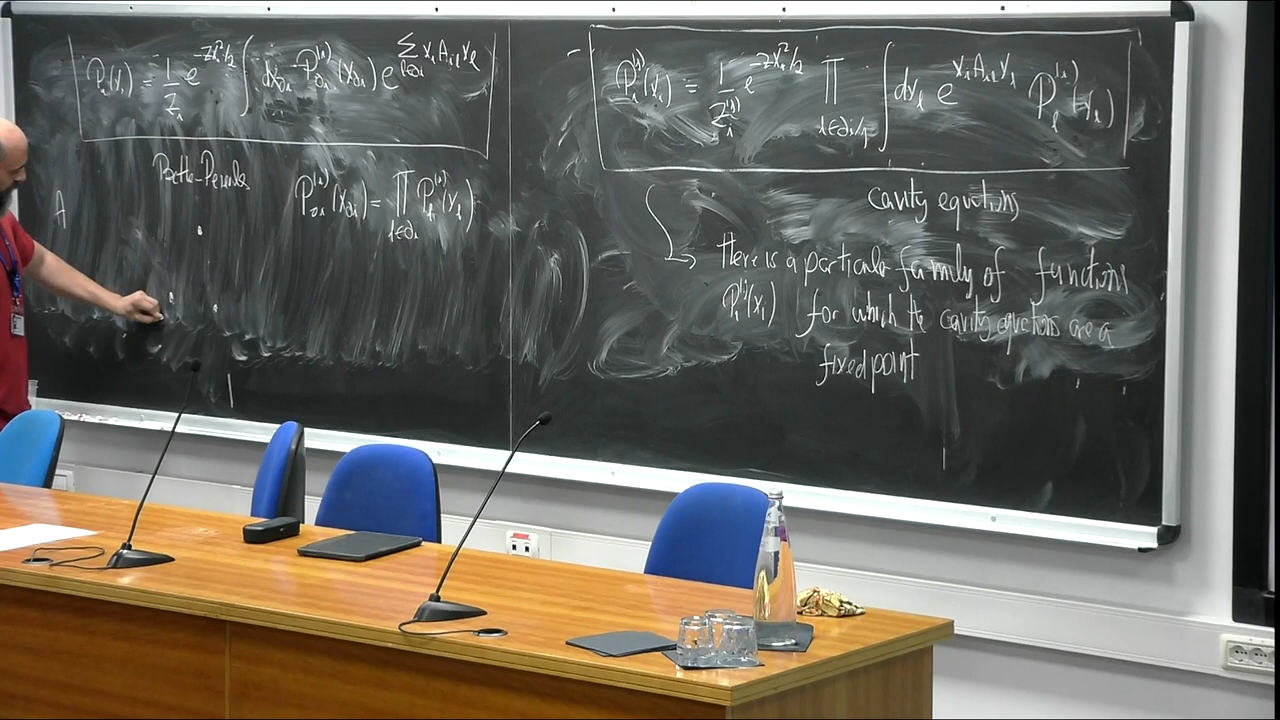 P_i(x_i) = 1/Z_i e^{-zx_i^2/2} ∫ dx_{∂i} P_{∂i}^{(i)}(x_{∂i}) e^{∑_{l∈∂i} x_i A_{il} x_l}
Bethe-Peierls
P_{∂i}^{(i)}(x_{∂i}) = ∏_{l∈∂i} P_l^{(i)}(x_l)
A
P_i^{(j)}(x_i) = 1/Z_i^{(j)} e^{-zx_i^2/2} ∏_{l∈∂i/j} ∫ dx_l e^{x_i A_{il} x_l} P_l^{(i)}(x_l)
cavity equations
there is a particular family of functions
P_i^{(j)}(x_i) for which the cavity equations are a
fixed point